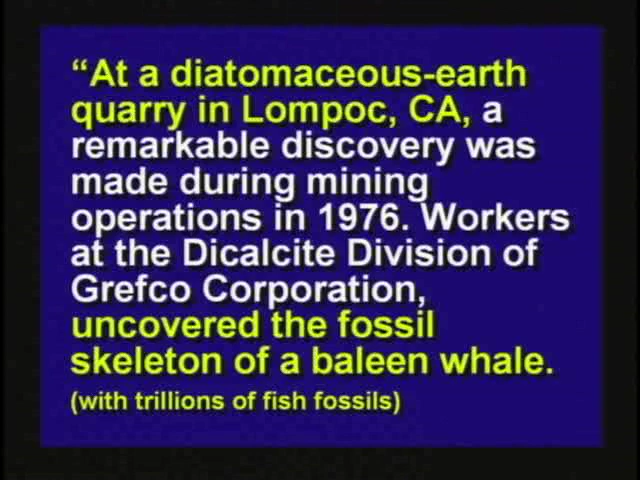 “At a diatomaceous-earth
quarry in Lompoc, CA, a
remarkable discovery was
made during mining
operations in 1976. Workers
at the Dicalcite Division of
Grefco Corporation,
uncovered the fossil
skeleton of a baleen whale.
(with trillions of fish fossils)